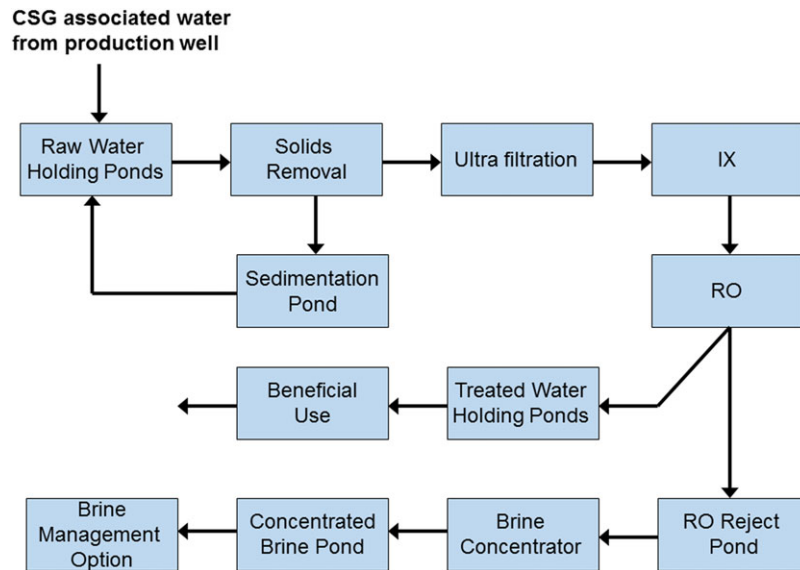 CSG associated water
from production well
Raw Water
Holding Ponds
Solids
Removal
Ultra filtration
IX
Sedimentation
Pond
RO
Beneficial
Use
Treated Water
Holding Ponds
Brine
Management
Option
Concentrated
Brine Pond
Brine
Concentrator
RO Reject
Pond